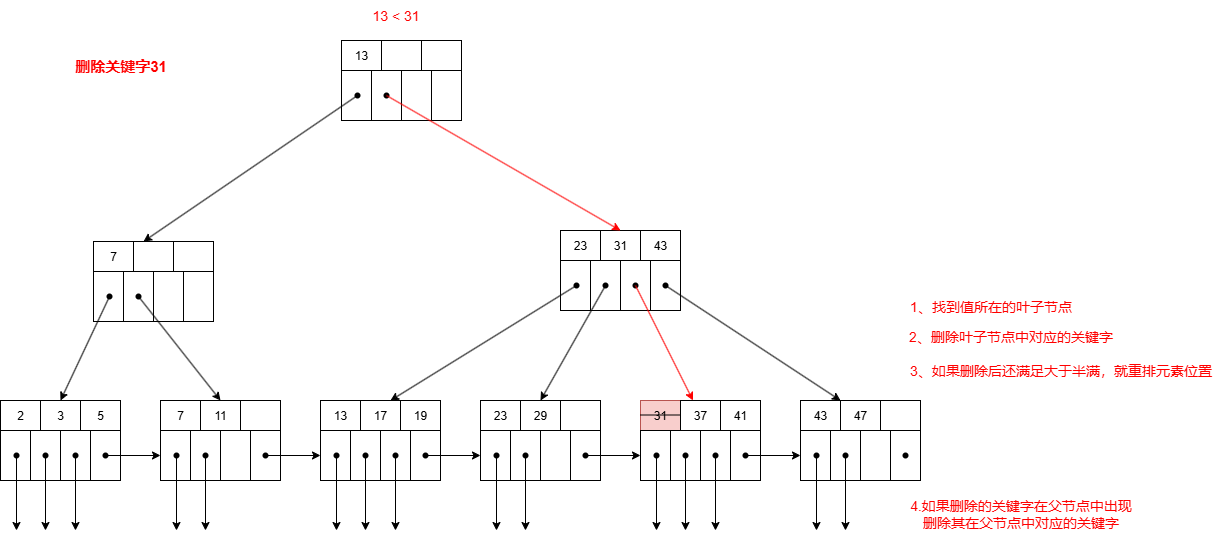 13 < 31
删除关键字31
13
7
23 31 43
1、找到值所在的叶子节点
2、删除叶子节点中对应的关键字
3、如果删除后还满足大于半满，就重排元素位置
2 3 5
7 11
13 17 19
23 29
31 37 41
43 47
4.如果删除的关键字在父节点中出现
删除其在父节点中对应的关键字